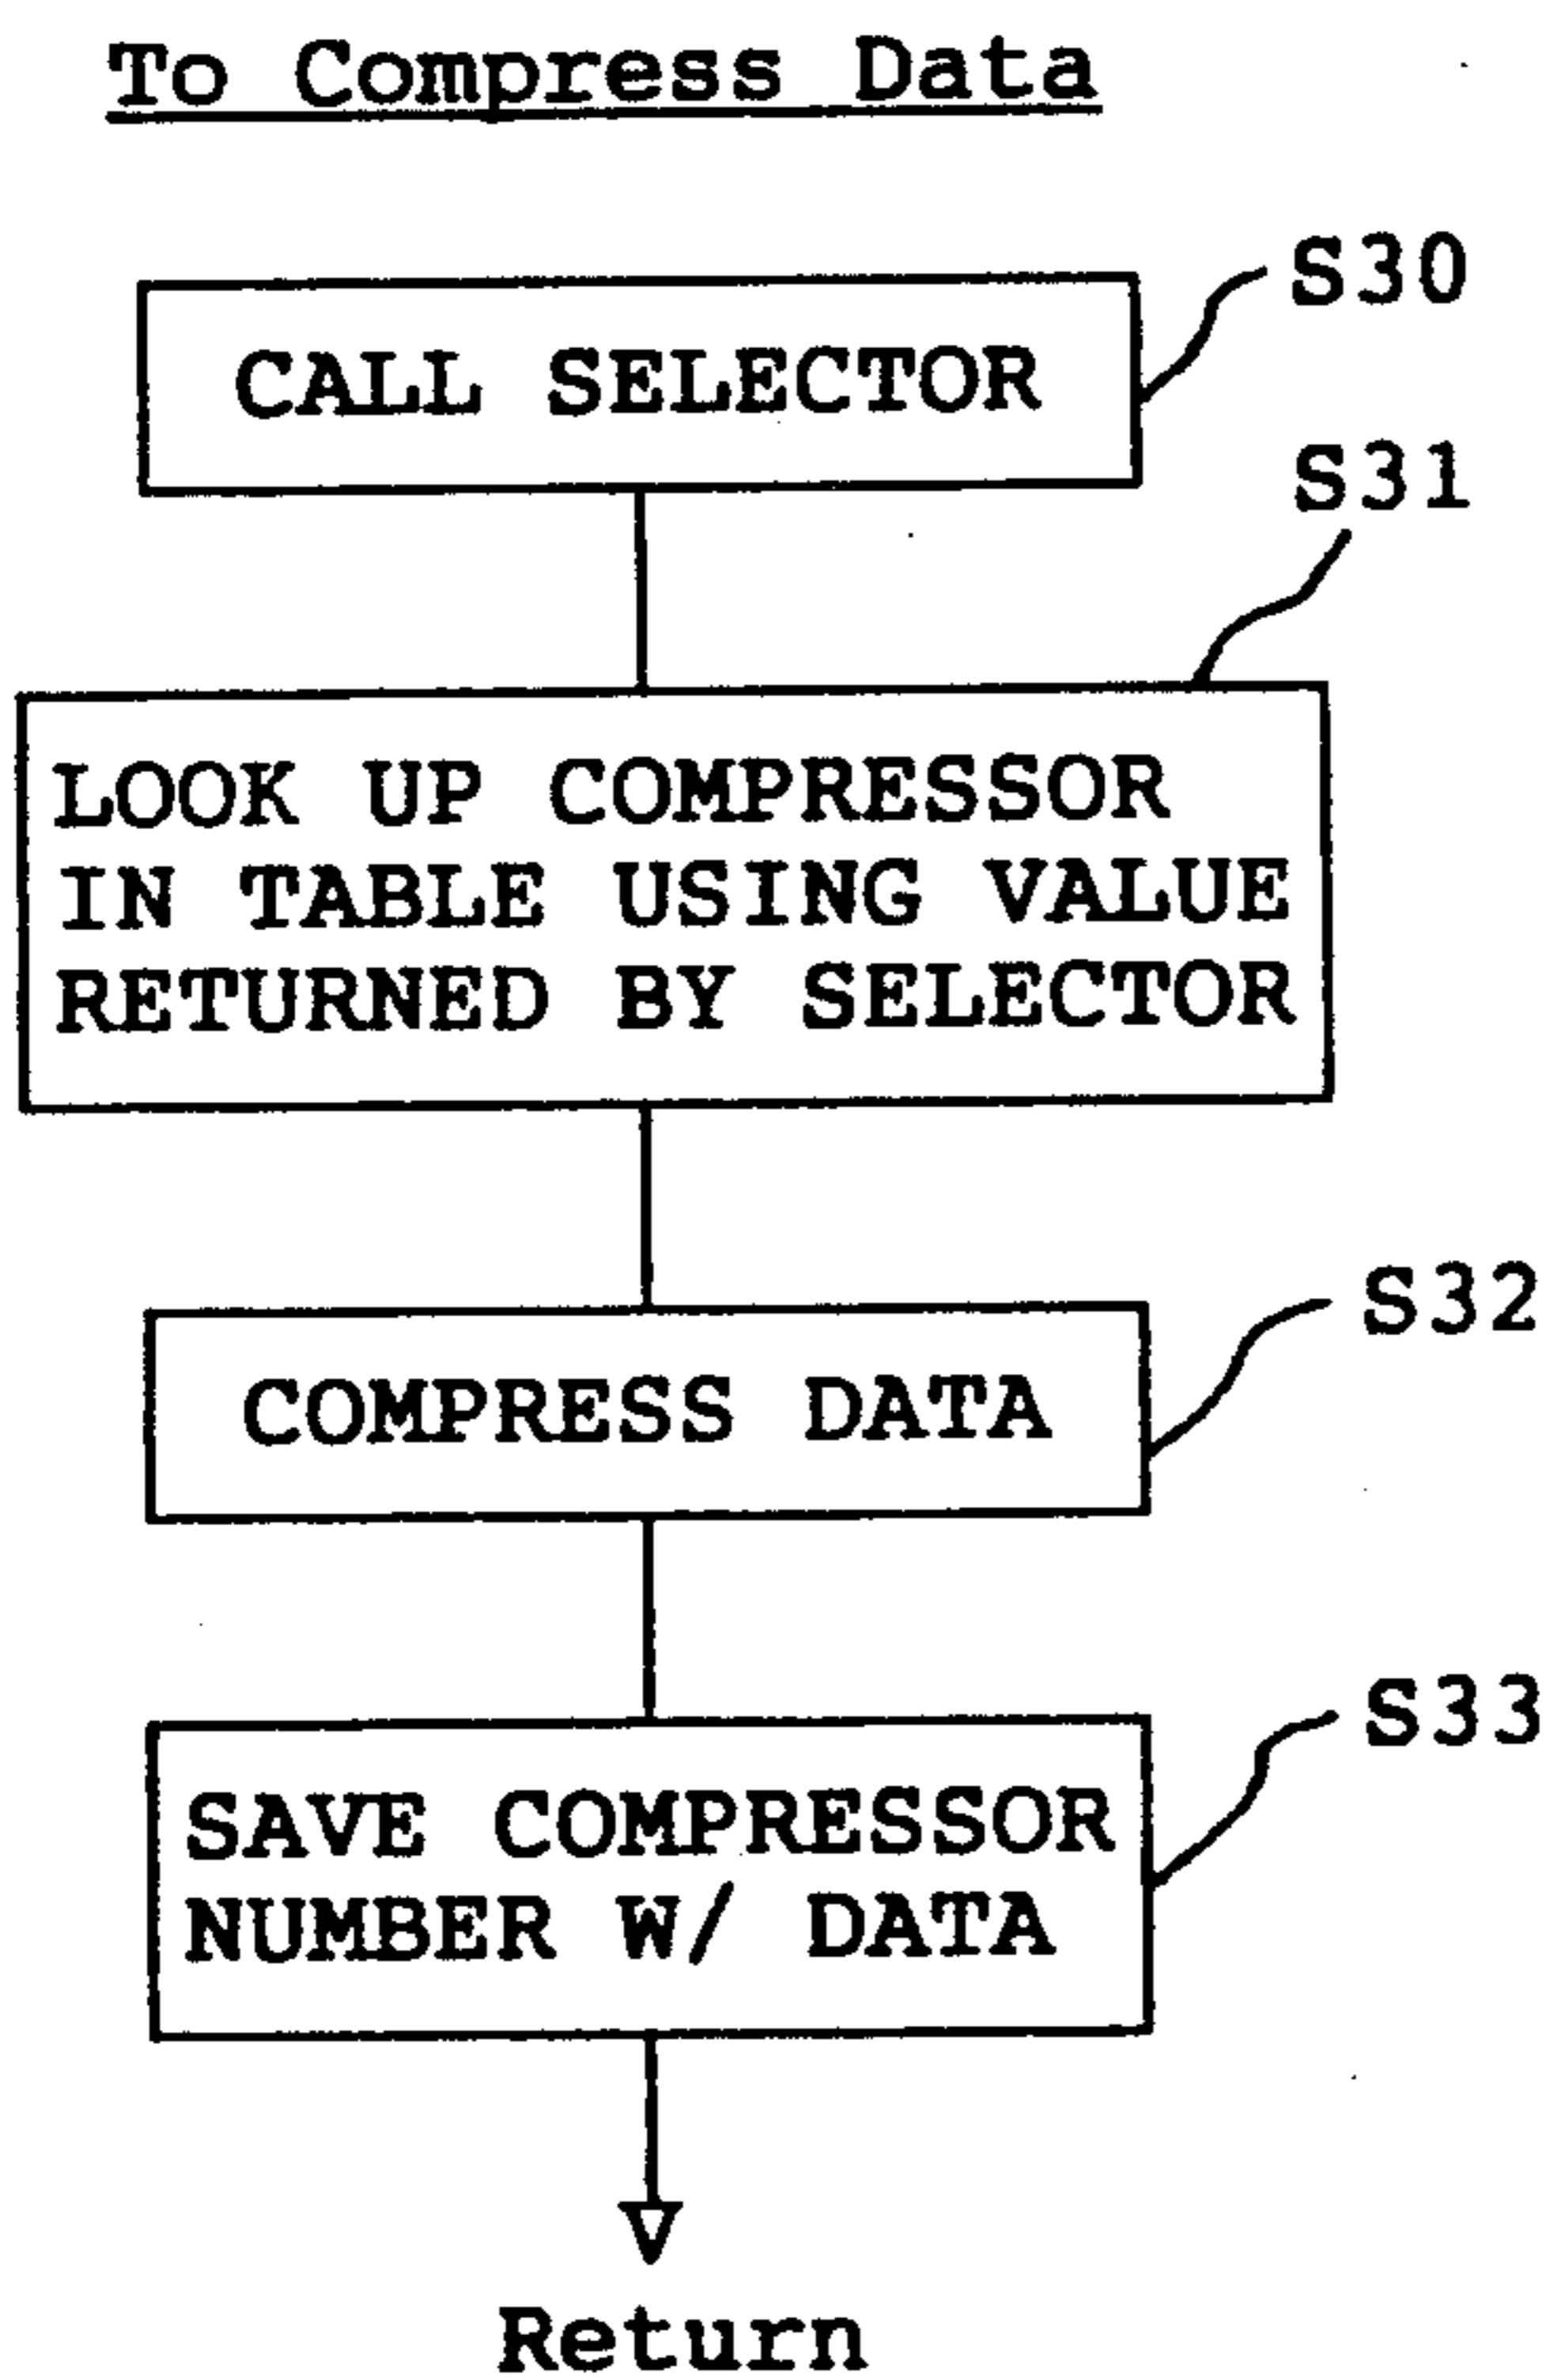 To Compress Data
S30
CALL SELECTOR
S31
LOOK UP COMPRESSOR
IN TABLE USING VALUE
RETURNED BY SELECTOR
S32
COMPRESS DATA
S33
SAVE COMPRESSOR
NUMBER W/ DATA
Return